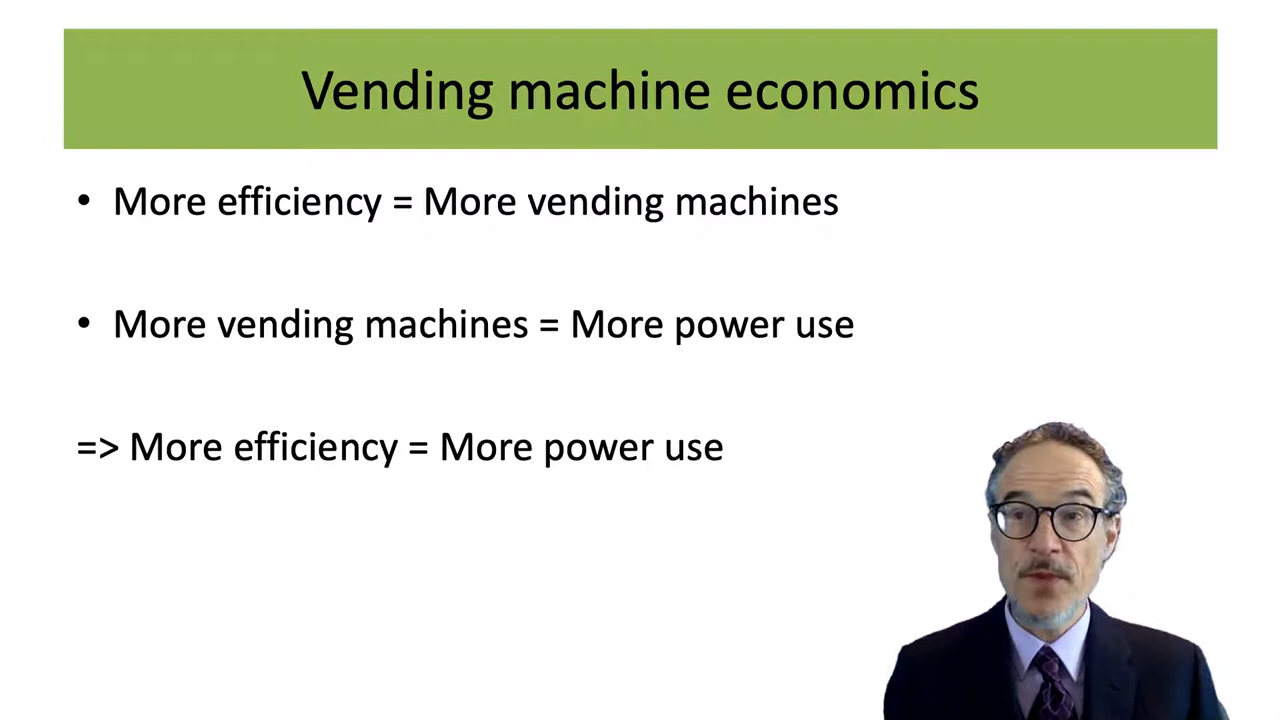 Vending machine economics
• More efficiency = More vending machines
• More vending machines = More power use
=> More efficiency = More power use